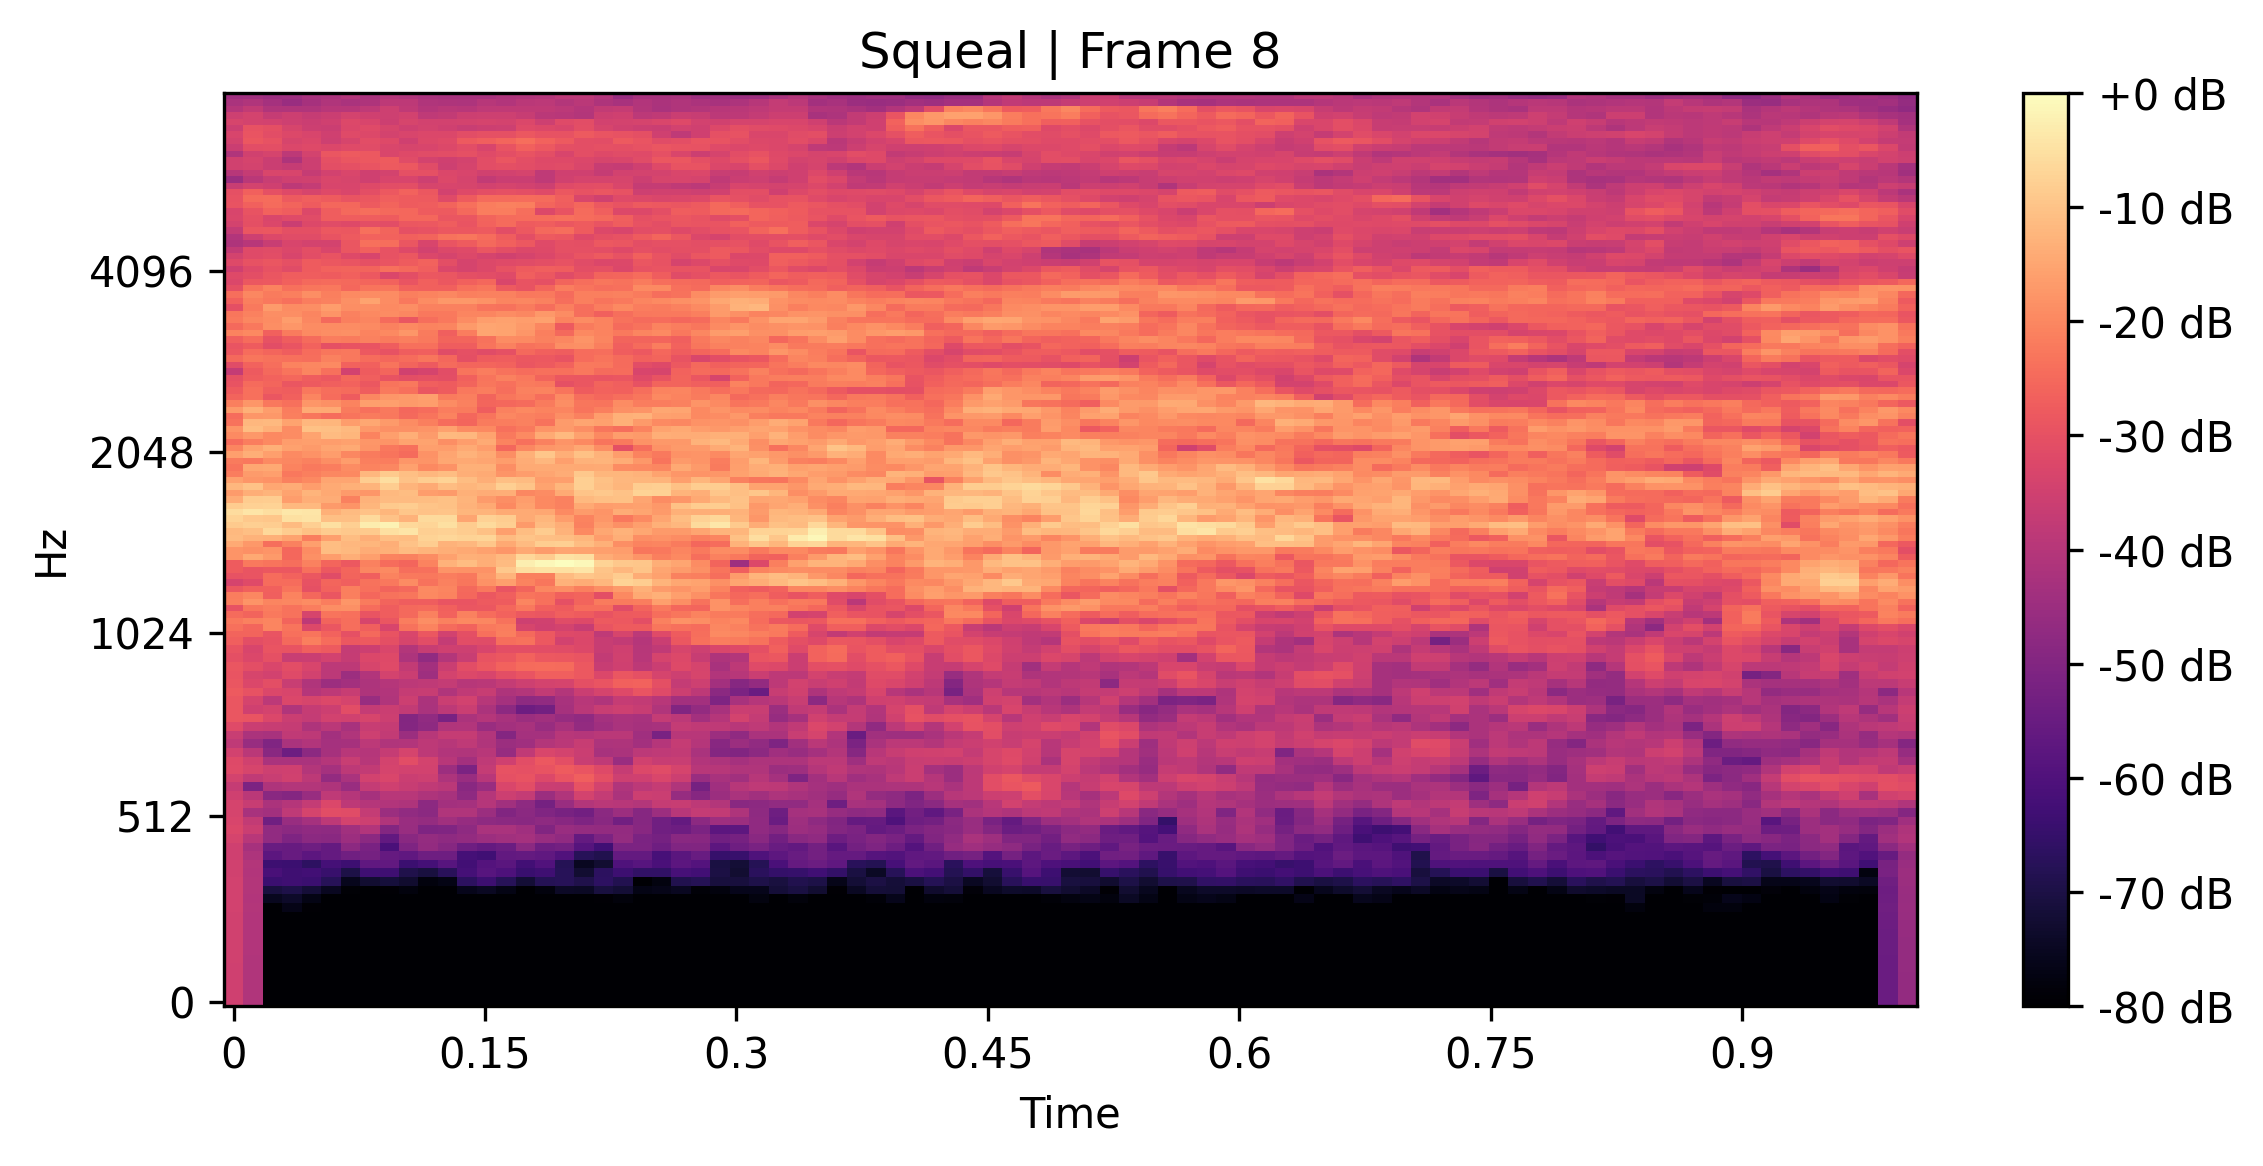 Squeal | Frame 8
+0 dB
-10 dB
-20 dB
-30 dB
-40 dB
-50 dB
-60 dB
-70 dB
-80 dB
Hz
4096
2048
1024
512
0
0 0.15 0.3 0.45 0.6 0.75 0.9
Time